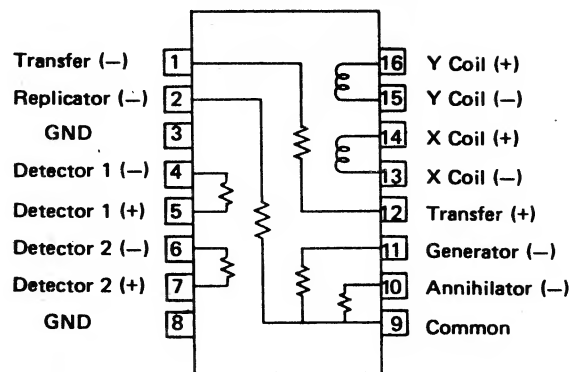 Transfer (–) 1
Replicator (–) 2
GND 3
Detector 1 (–) 4
Detector 1 (+) 5
Detector 2 (–) 6
Detector 2 (+) 7
GND 8
16 Y Coil (+)
15 Y Coil (–)
14 X Coil (+)
13 X Coil (–)
12 Transfer (+)
11 Generator (–)
10 Annihilator (–)
9 Common